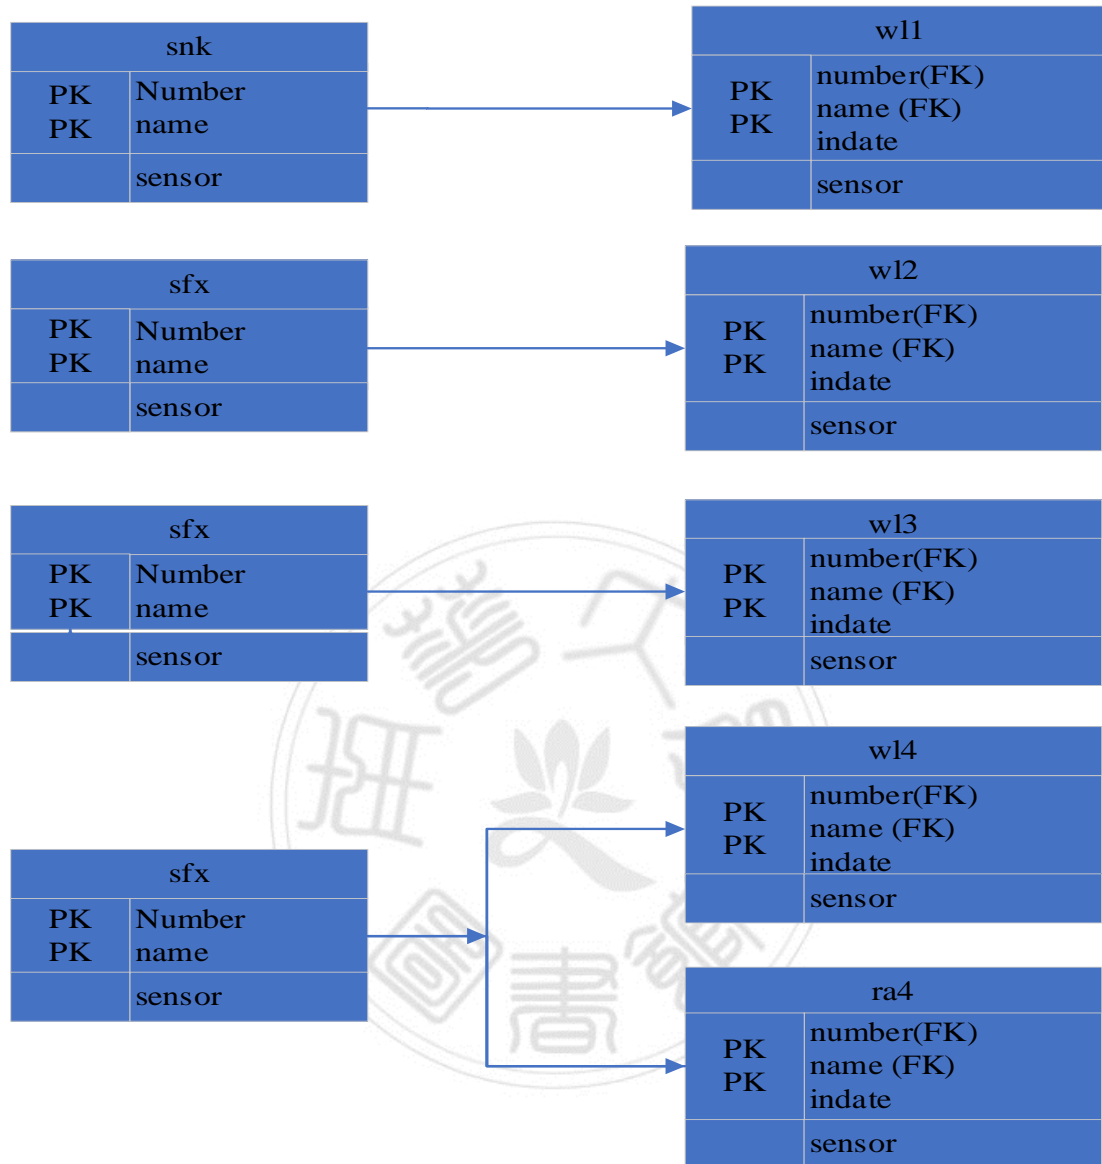 snk
PK Number
PK name
sensor
wl1
PK number(FK)
PK name (FK)
indate
sensor
sfx
PK Number
PK name
sensor
wl2
PK number(FK)
PK name (FK)
indate
sensor
sfx
PK Number
PK name
sensor
wl3
PK number(FK)
PK name (FK)
indate
sensor
wl4
PK number(FK)
PK name (FK)
indate
sensor
sfx
PK Number
PK name
sensor
ra4
PK number(FK)
PK name (FK)
indate
sensor